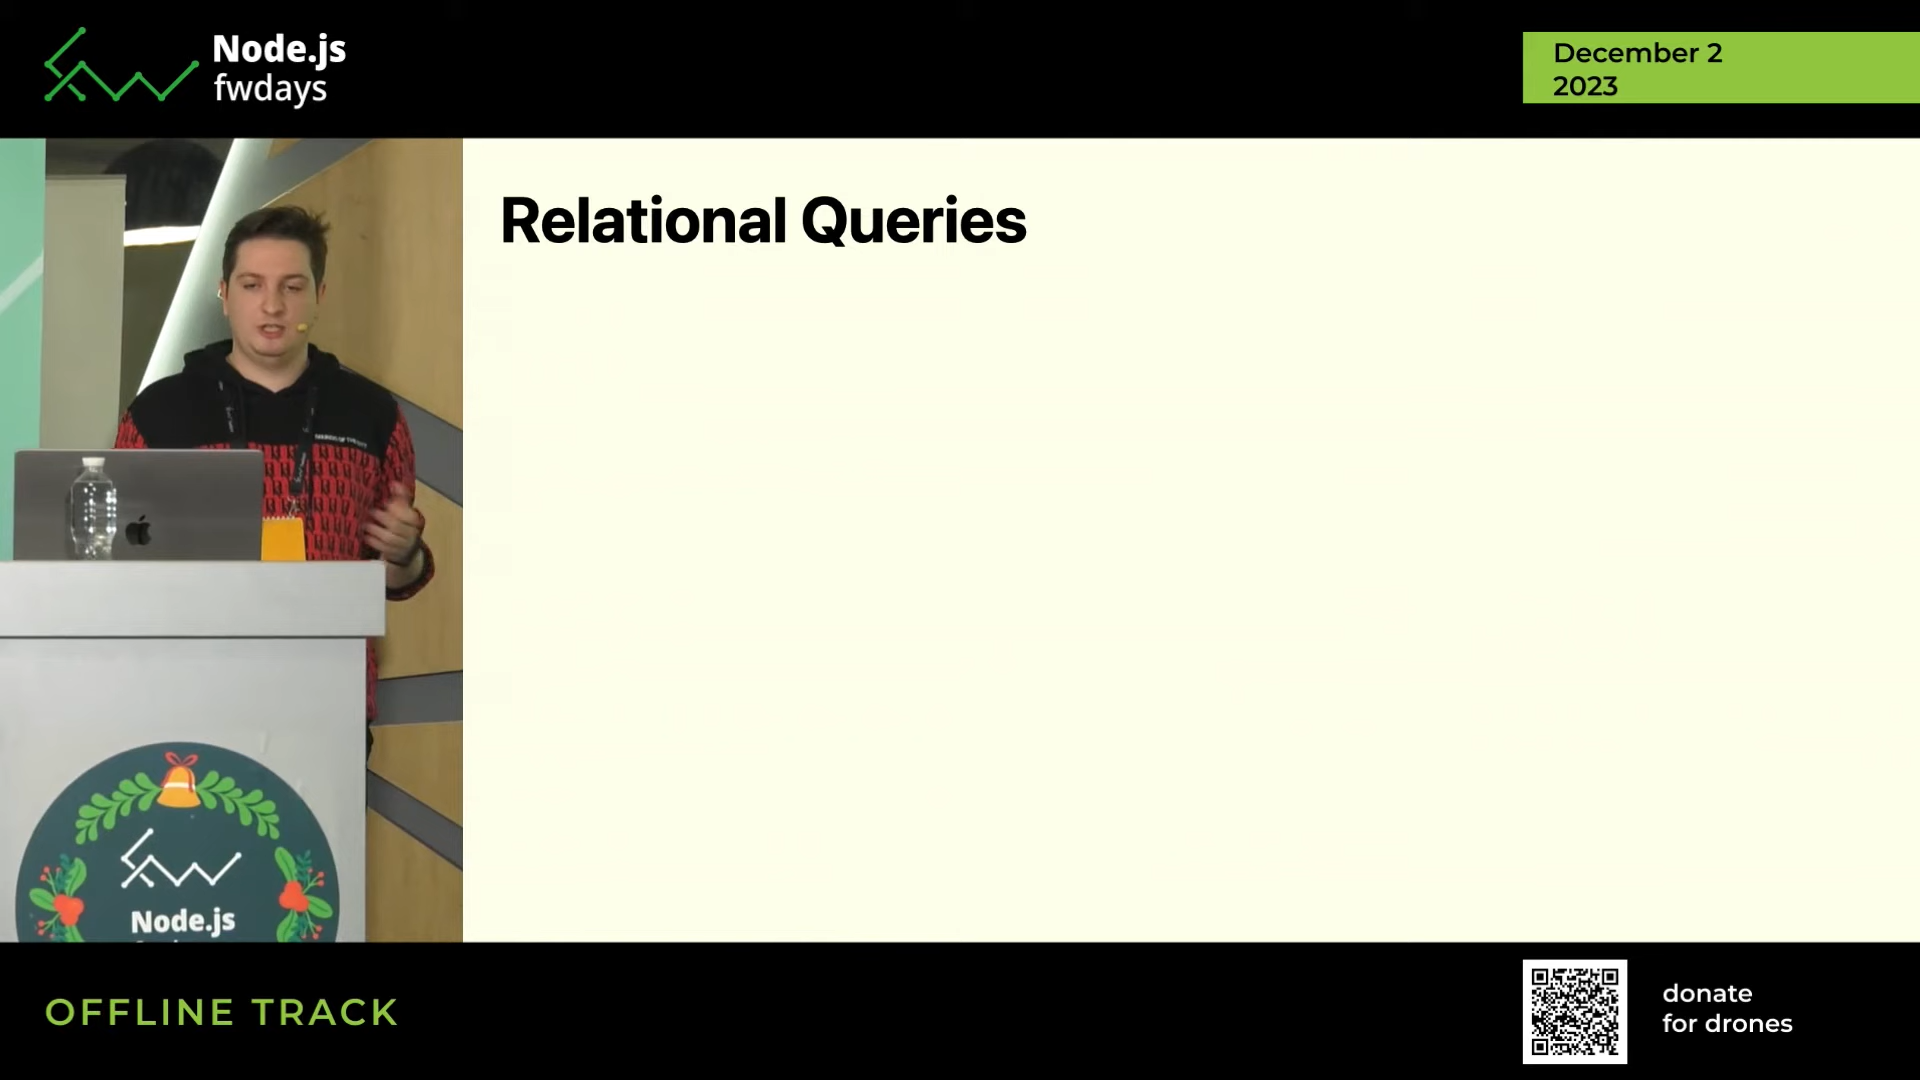 Node.js
fwdays
December 2
2023
Relational Queries
Node.js
OFFLINE TRACK
donate
for drones